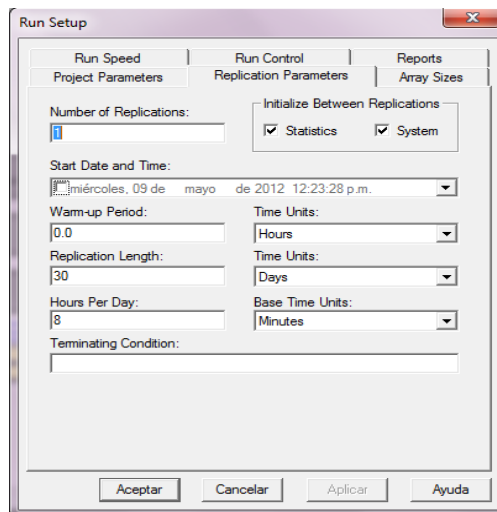 Run Setup
Run Speed Run Control Reports
Project Parameters Replication Parameters Array Sizes
Number of Replications:
1
Initialize Between Replications
Statistics System
Start Date and Time:
miércoles, 09 de mayo de 2012 12:23:28 p.m.
Warm-up Period: Time Units:
0.0 Hours
Replication Length: Time Units:
30 Days
Hours Per Day: Base Time Units:
8 Minutes
Terminating Condition:
Aceptar Cancelar Aplicar Ayuda